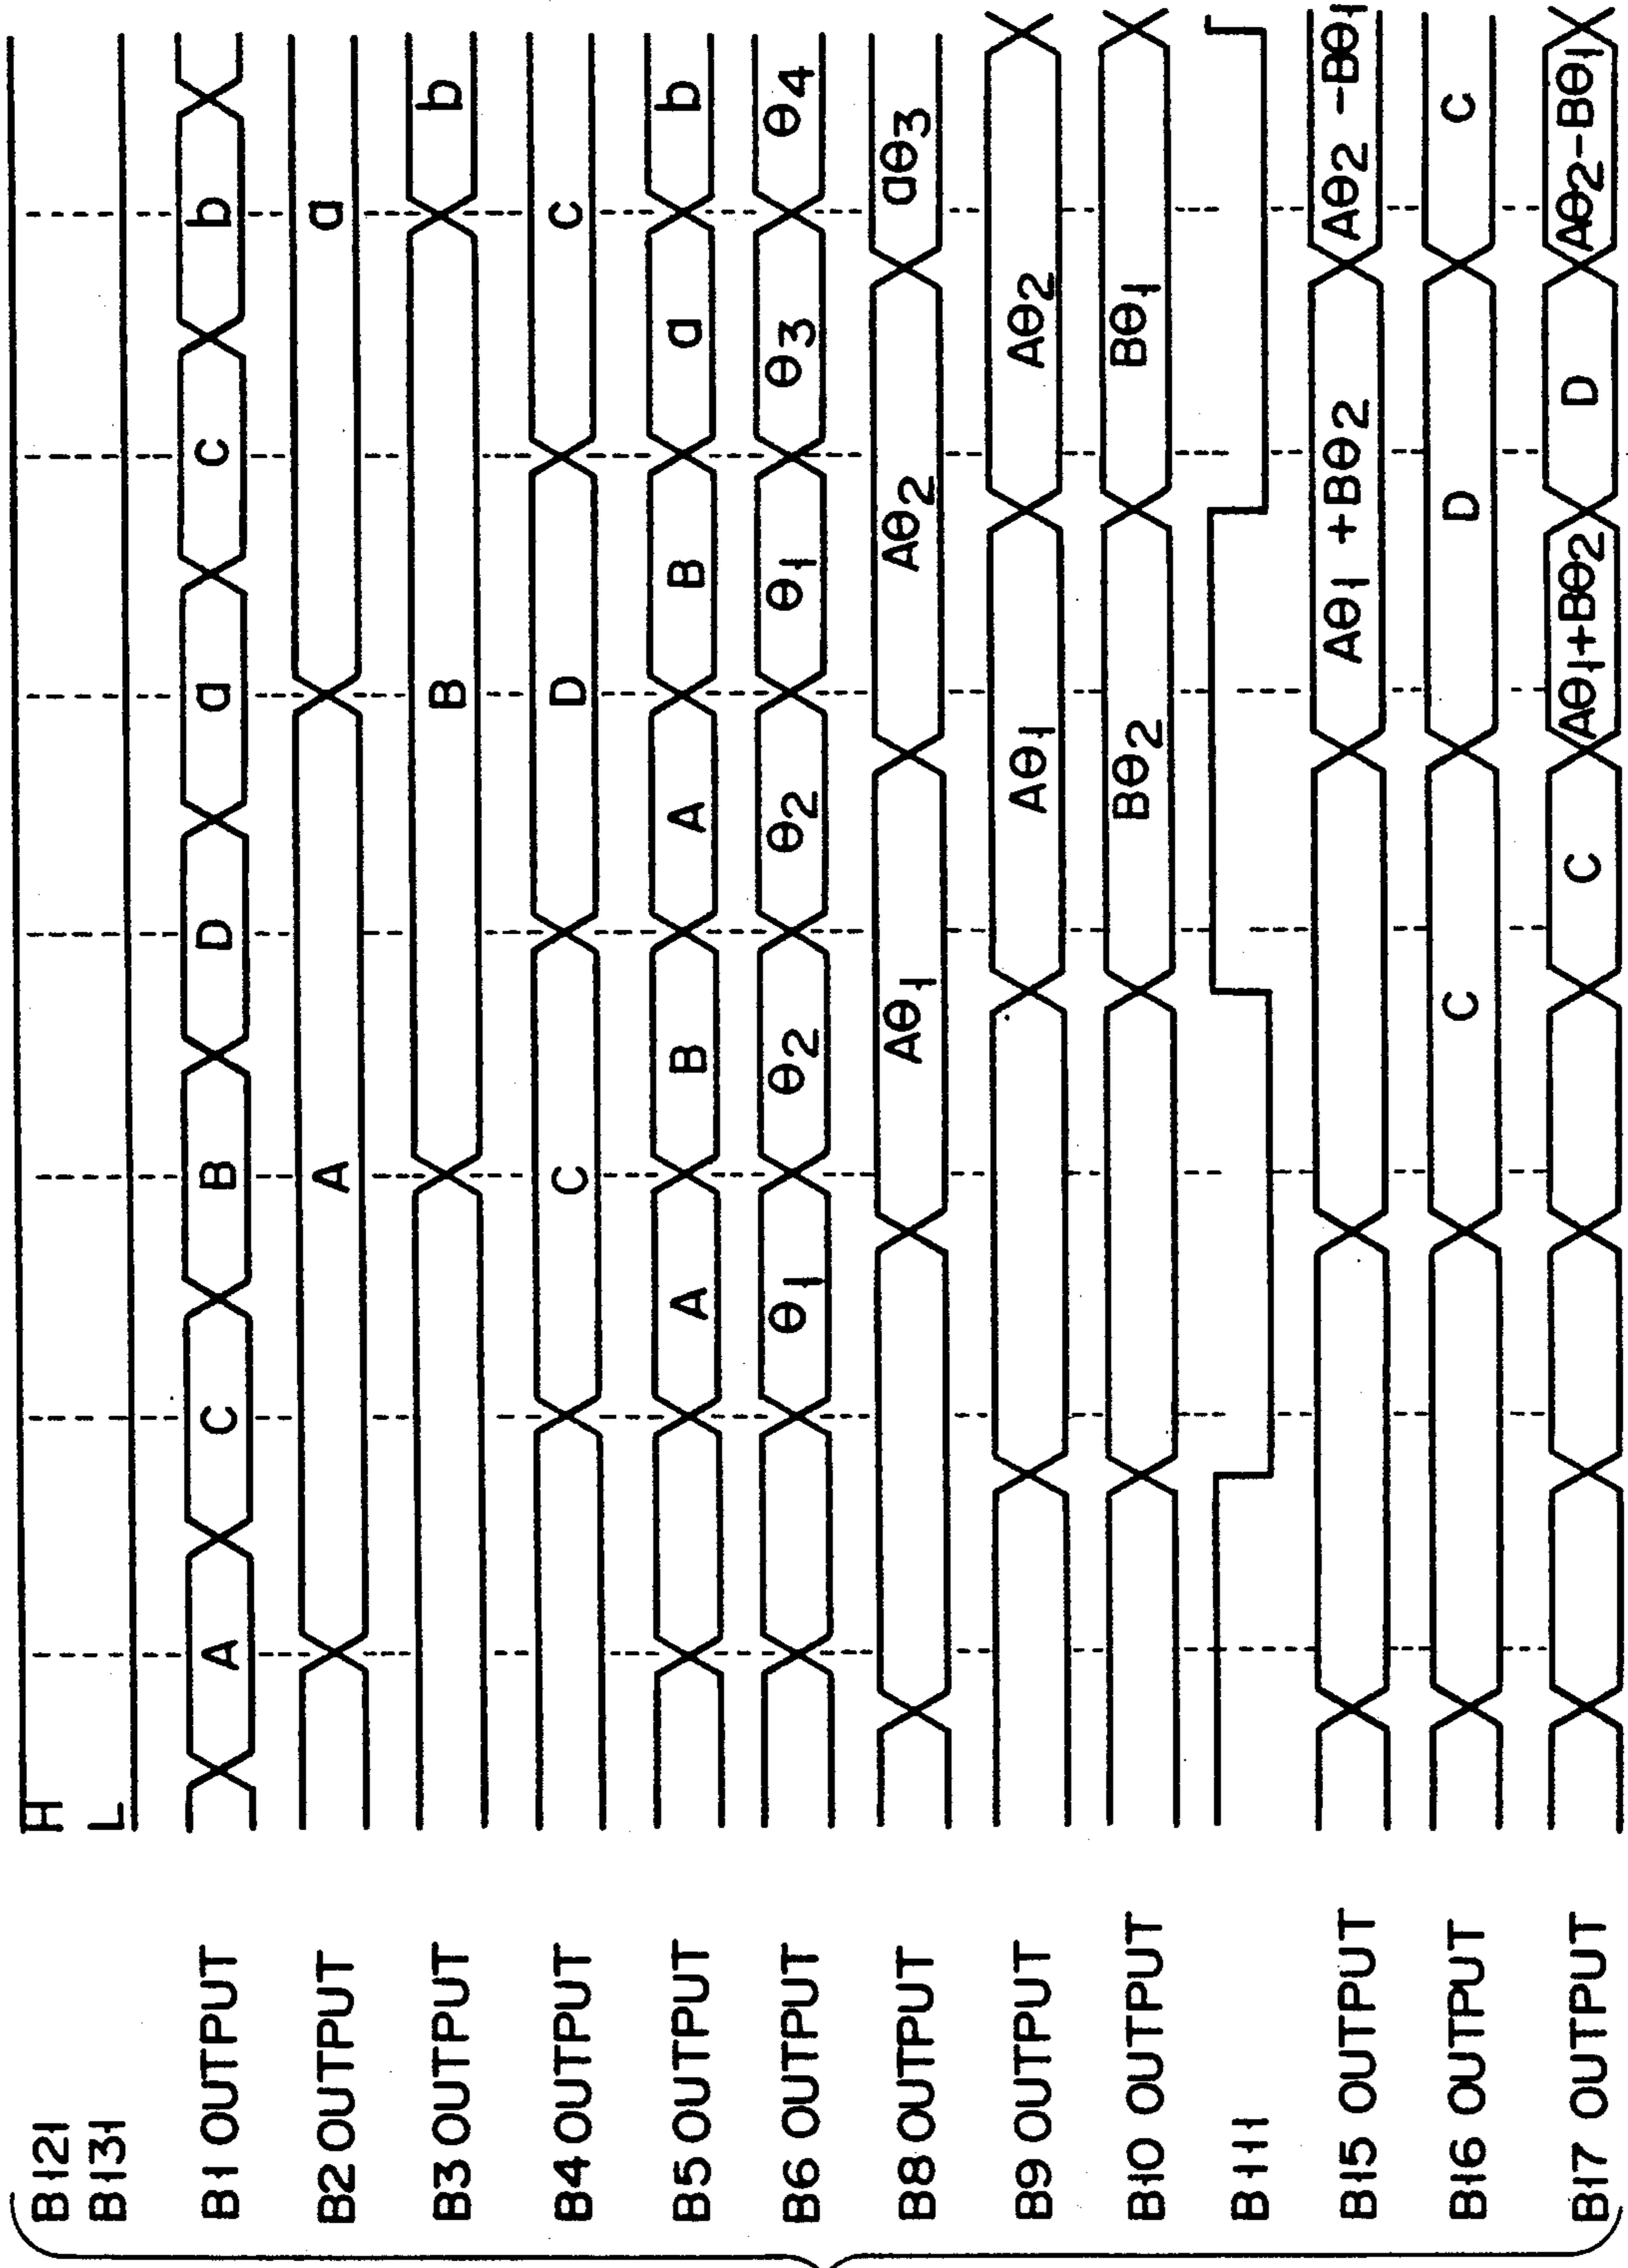 B121 H
B131 L
B1 OUTPUT A C B D a c b
B2 OUTPUT A a
B3 OUTPUT B b
B4 OUTPUT C D c
B5 OUTPUT A B A B a b
B6 OUTPUT θ1 θ2 θ2 θ1 θ3 θ4
B8 OUTPUT Aθ1 Aθ2 aθ3
B9 OUTPUT Aθ1 Aθ2
B10 OUTPUT Bθ2 Bθ1
B111
B15 OUTPUT Aθ1 +Bθ2 Aθ2 -Bθ1
B16 OUTPUT C D c
B17 OUTPUT C Aθ1+Bθ2 D Aθ2-Bθ1